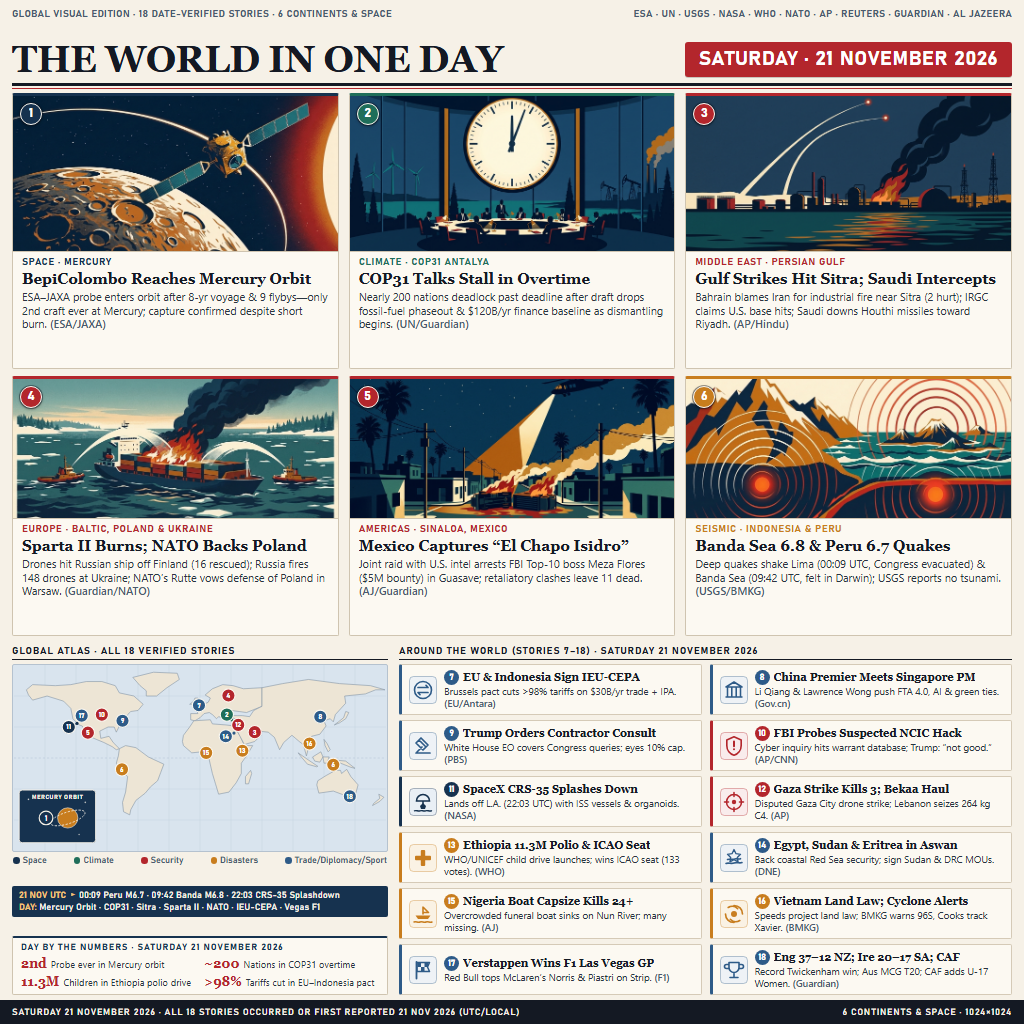 GLOBAL VISUAL EDITION · 18 DATE-VERIFIED STORIES · 6 CONTINENTS & SPACE
ESA · UN · USGS · NASA · WHO · NATO · AP · REUTERS · GUARDIAN · AL JAZEERA
THE WORLD IN ONE DAY
SATURDAY · 21 NOVEMBER 2026
1
SPACE · MERCURY
BepiColombo Reaches Mercury Orbit
ESA–JAXA probe enters orbit after 8-yr voyage & 9 flybys—only
2nd craft ever at Mercury; capture confirmed despite short
burn. (ESA/JAXA)
2
CLIMATE · COP31 ANTALYA
COP31 Talks Stall in Overtime
Nearly 200 nations deadlock past deadline after draft drops
fossil-fuel phaseout & $120B/yr finance baseline as dismantling
begins. (UN/Guardian)
3
MIDDLE EAST · PERSIAN GULF
Gulf Strikes Hit Sitra; Saudi Intercepts
Bahrain blames Iran for industrial fire near Sitra (2 hurt); IRGC
claims U.S. base hits; Saudi downs Houthi missiles toward
Riyadh. (AP/Hindu)
4
EUROPE · BALTIC, POLAND & UKRAINE
Sparta II Burns; NATO Backs Poland
Drones hit Russian ship off Finland (16 rescued); Russia fires
148 drones at Ukraine; NATO's Rutte vows defense of Poland in
Warsaw. (Guardian/NATO)
5
AMERICAS · SINALOA, MEXICO
Mexico Captures “El Chapo Isidro”
Joint raid with U.S. intel arrests FBI Top-10 boss Meza Flores
($5M bounty) in Guasave; retaliatory clashes leave 11 dead.
(AJ/Guardian)
6
SEISMIC · INDONESIA & PERU
Banda Sea 6.8 & Peru 6.7 Quakes
Deep quakes shake Lima (00:09 UTC, Congress evacuated) &
Banda Sea (09:42 UTC, felt in Darwin); USGS reports no tsunami.
(USGS/BMKG)
GLOBAL ATLAS · ALL 18 VERIFIED STORIES
4
7
17
10
9
2
8
11
5
12
3
14
15
13
16
6
6
18
MERCURY ORBIT
1
Space
Climate
Security
Disasters
Trade/Diplomacy/Sport
21 NOV UTC ► 00:09 Peru M6.7 · 09:42 Banda M6.8 · 22:03 CRS-35 Splashdown
DAY: Mercury Orbit · COP31 · Sitra · Sparta II · NATO · IEU-CEPA · Vegas F1
DAY BY THE NUMBERS · SATURDAY 21 NOVEMBER 2026
2nd Probe ever in Mercury orbit
~200 Nations in COP31 overtime
11.3M Children in Ethiopia polio drive
>98% Tariffs cut in EU–Indonesia pact
AROUND THE WORLD (STORIES 7–18) · SATURDAY 21 NOVEMBER 2026
7 EU & Indonesia Sign IEU-CEPA
Brussels pact cuts >98% tariffs on $30B/yr trade + IPA.
(EU/Antara)
8 China Premier Meets Singapore PM
Li Qiang & Lawrence Wong push FTA 4.0, AI & green ties.
(Gov.cn)
9 Trump Orders Contractor Consult
White House EO covers Congress queries; eyes 10% cap.
(PBS)
10 FBI Probes Suspected NCIC Hack
Cyber inquiry hits warrant database; Trump: “not good.”
(AP/CNN)
11 SpaceX CRS-35 Splashes Down
Lands off L.A. (22:03 UTC) with ISS vessels & organoids.
(NASA)
12 Gaza Strike Kills 3; Bekaa Haul
Disputed Gaza City drone strike; Lebanon seizes 264 kg
C4. (AP)
13 Ethiopia 11.3M Polio & ICAO Seat
WHO/UNICEF child drive launches; wins ICAO seat (133
votes). (WHO)
14 Egypt, Sudan & Eritrea in Aswan
Back coastal Red Sea security; sign Sudan & DRC MOUs.
(DNE)
15 Nigeria Boat Capsize Kills 24+
Overcrowded funeral boat sinks on Nun River; many
missing. (AJ)
16 Vietnam Land Law; Cyclone Alerts
Speeds project land law; BMKG warns 96S, Cooks track
Xavier. (BMKG)
17 Verstappen Wins F1 Las Vegas GP
Red Bull tops McLaren's Norris & Piastri on Strip. (F1)
18 Eng 37–12 NZ; Ire 20–17 SA; CAF
Record Twickenham win; Aus MCG T20; CAF adds U-17
Women. (Guardian)
SATURDAY 21 NOVEMBER 2026 · ALL 18 STORIES OCCURRED OR FIRST REPORTED 21 NOV 2026 (UTC/LOCAL)
6 CONTINENTS & SPACE · 1024×1024